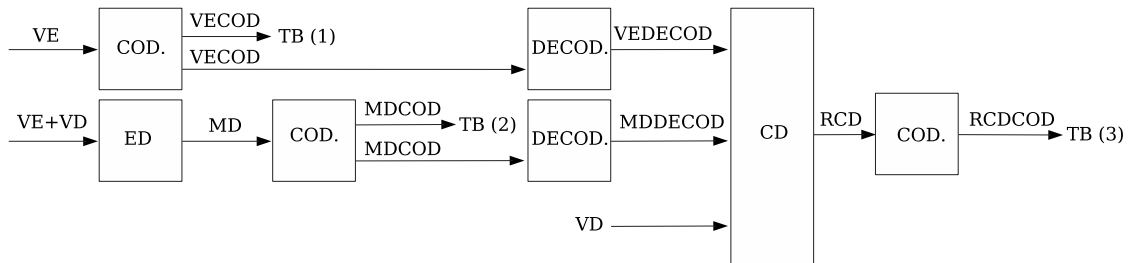 VE
COD.
VECOD
TB (1)
VECOD
DECOD.
VEDECOD
VE+VD
ED
MD
COD.
MDCOD
TB (2)
MDCOD
DECOD.
MDDECOD
VD
CD
RCD
COD.
RCDCOD
TB (3)